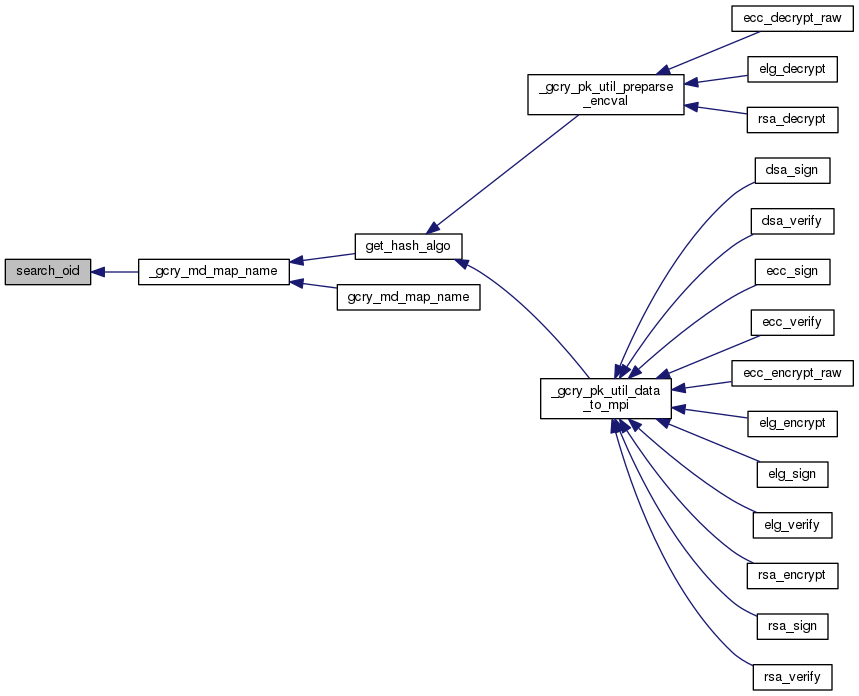 ecc_decrypt_raw
elg_decrypt
_gcry_pk_util_preparse
_encval
rsa_decrypt
dsa_sign
dsa_verify
get_hash_algo
search_oid
_gcry_md_map_name
ecc_sign
gcry_md_map_name
ecc_verify
ecc_encrypt_raw
_gcry_pk_util_data
_to_mpi
elg_encrypt
elg_sign
elg_verify
rsa_encrypt
rsa_sign
rsa_verify